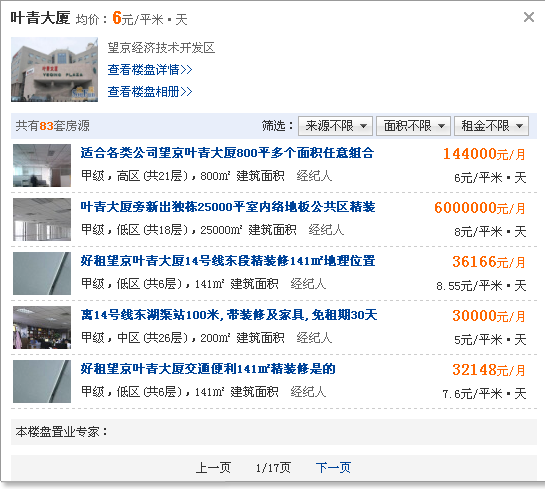 叶青大厦 均价：6元/平米·天 ×
望京经济技术开发区
查看楼盘详情>>
查看楼盘相册>>
共有83套房源 筛选： 来源不限 面积不限 租金不限
适合各类公司望京叶青大厦800平多个面积任意组合 144000元/月
甲级，高区(共21层)，800㎡ 建筑面积 经纪人 6元/平米·天
叶青大厦旁新出独栋25000平室内络地板公共区精装 6000000元/月
甲级，低区(共18层)，25000㎡ 建筑面积 经纪人 8元/平米·天
好租望京叶青大厦14号线东段精装修141㎡地理位置 36166元/月
甲级，低区(共6层)，141㎡ 建筑面积 经纪人 8.55元/平米·天
离14号线东湖渠站100米,带装修及家具,免租期30天 30000元/月
甲级，中区(共26层)，200㎡ 建筑面积 经纪人 5元/平米·天
好租望京叶青大厦交通便利141㎡精装修是的 32148元/月
甲级，低区(共6层)，141㎡ 建筑面积 经纪人 7.6元/平米·天
本楼盘置业专家：
上一页 1/17页 下一页